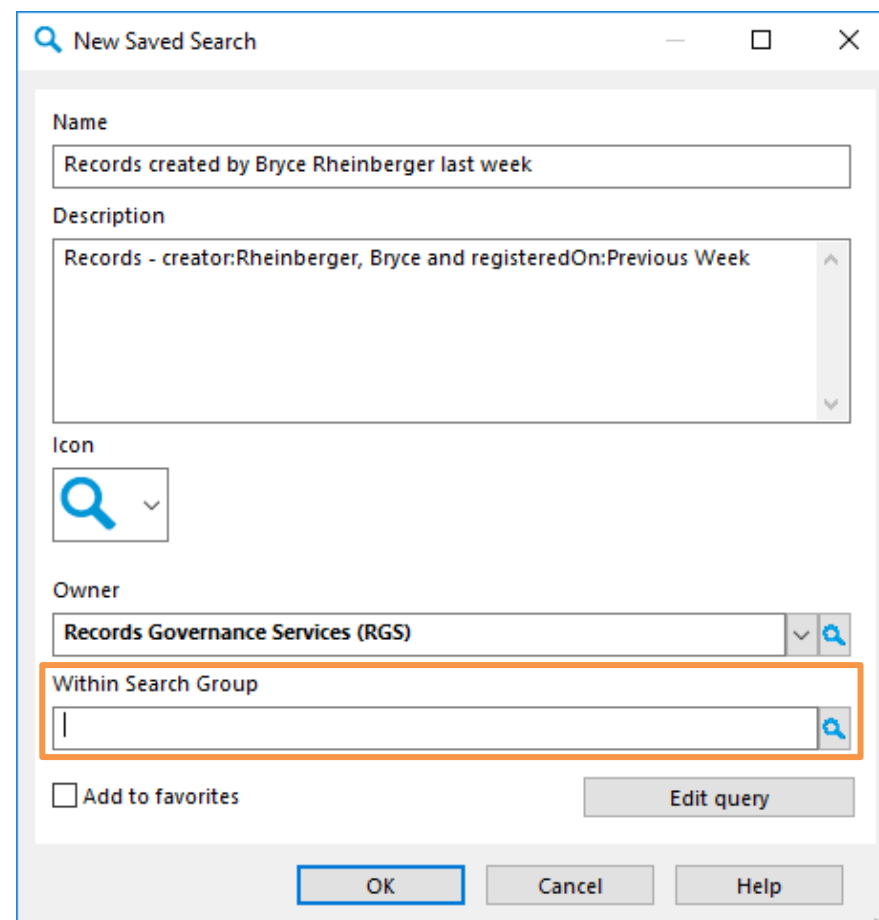 New Saved Search
Name
Records created by Bryce Rheinberger last week
Description
Records - creator:Rheinberger, Bryce and registeredOn:Previous Week
Icon
Owner
Records Governance Services (RGS)
Within Search Group
Add to favorites
Edit query
OK
Cancel
Help